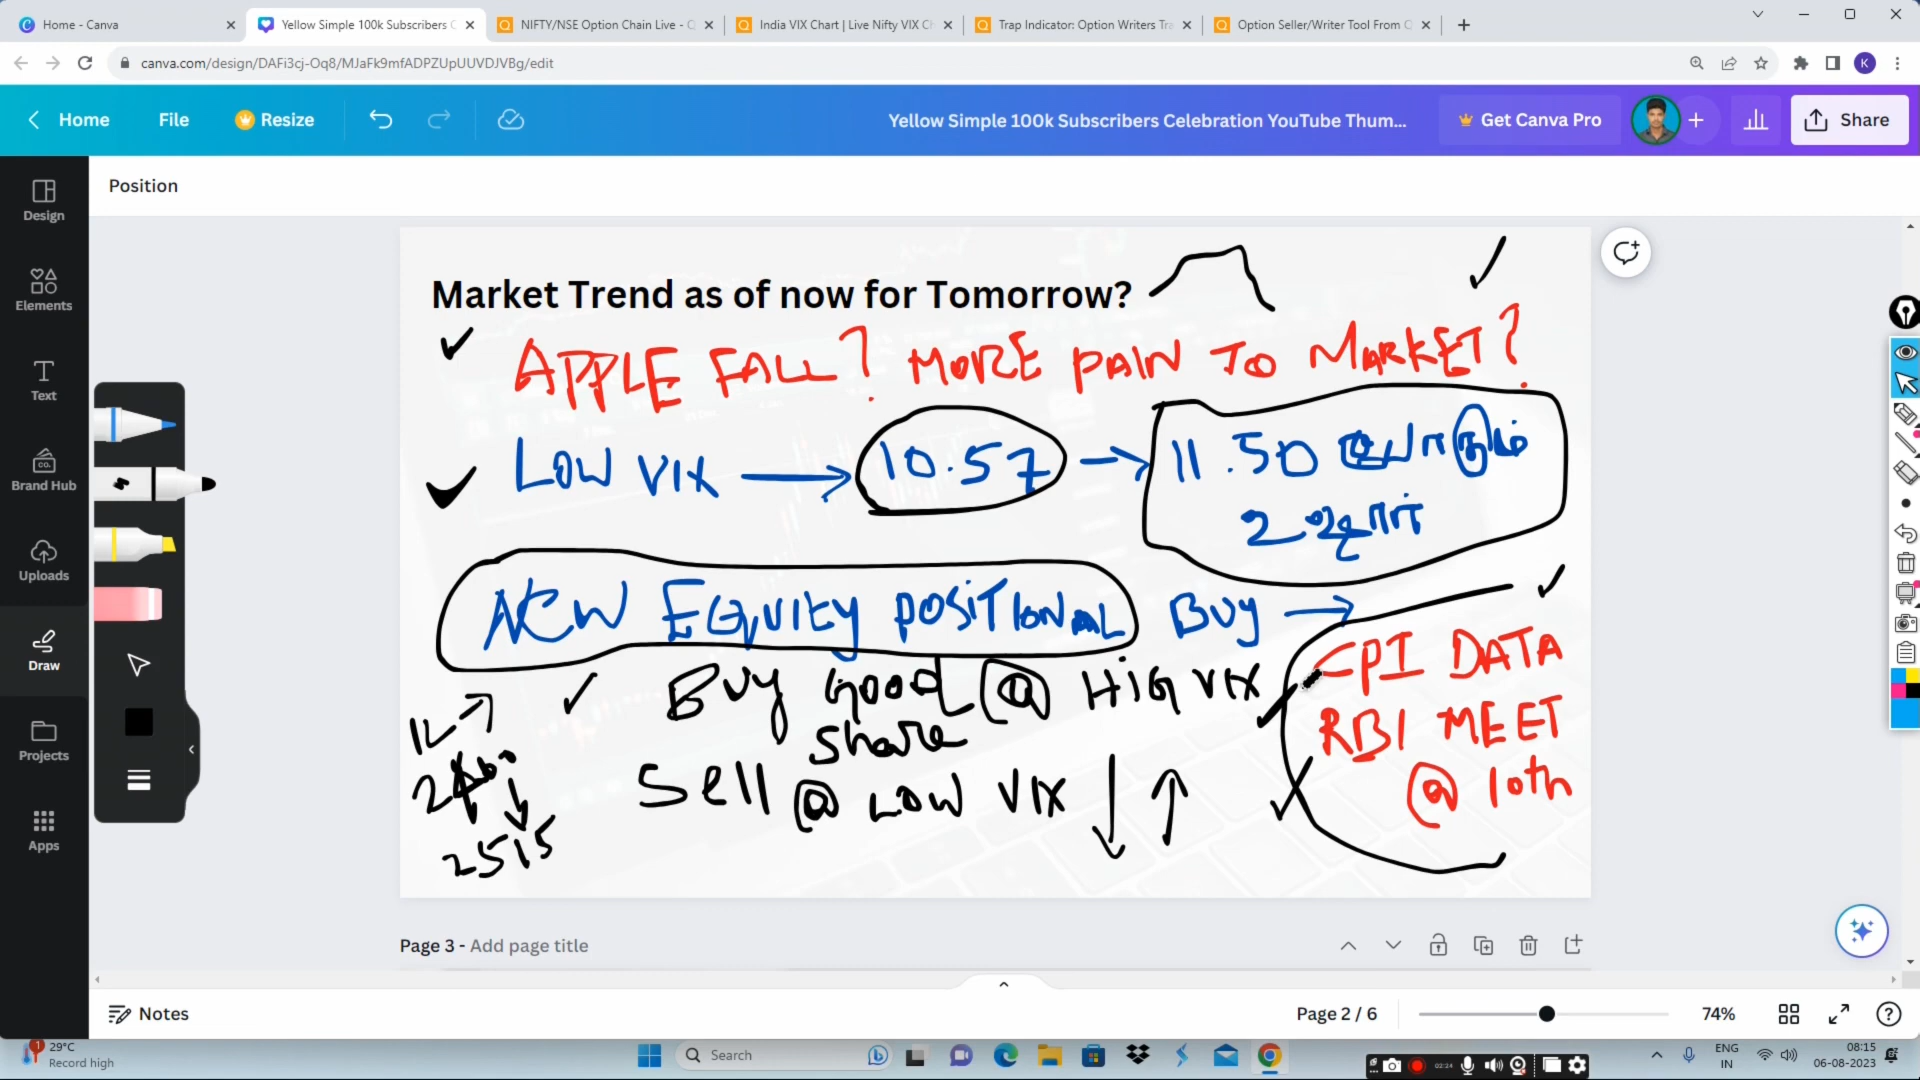 Home - Canva
Yellow Simple 100k Subscribers C
NIFTY/NSE Option Chain Live - Q
India VIX Chart | Live Nifty VIX Ch
Trap Indicator: Option Writers Tra
Option Seller/Writer Tool From Q
canva.com/design/DAFi3cj-Oq8/MJaFk9mfADPZUpUUVDJVBg/edit
K
Home
File
Resize
Yellow Simple 100k Subscribers Celebration YouTube Thum...
Get Canva Pro
Share
Position
Design
Elements
Text
Brand Hub
Uploads
Draw
Projects
Apps
Market Trend as of now for Tomorrow?
APPLE FALL? MORE PAIN TO MARKET?
LOW VIX → 10.57 → 11.50
NEW EQUITY POSITIONAL BUY →
CPI DATA
RBI MEET
@ 10th
Buy Good @ HIG VIX
Share
Sell @ LOW VIX
2515
Page 3 - Add page title
Notes
Page 2 / 6
74%
29°C
Record high
Search
ENG
IN
08:15
06-08-2023
02:24